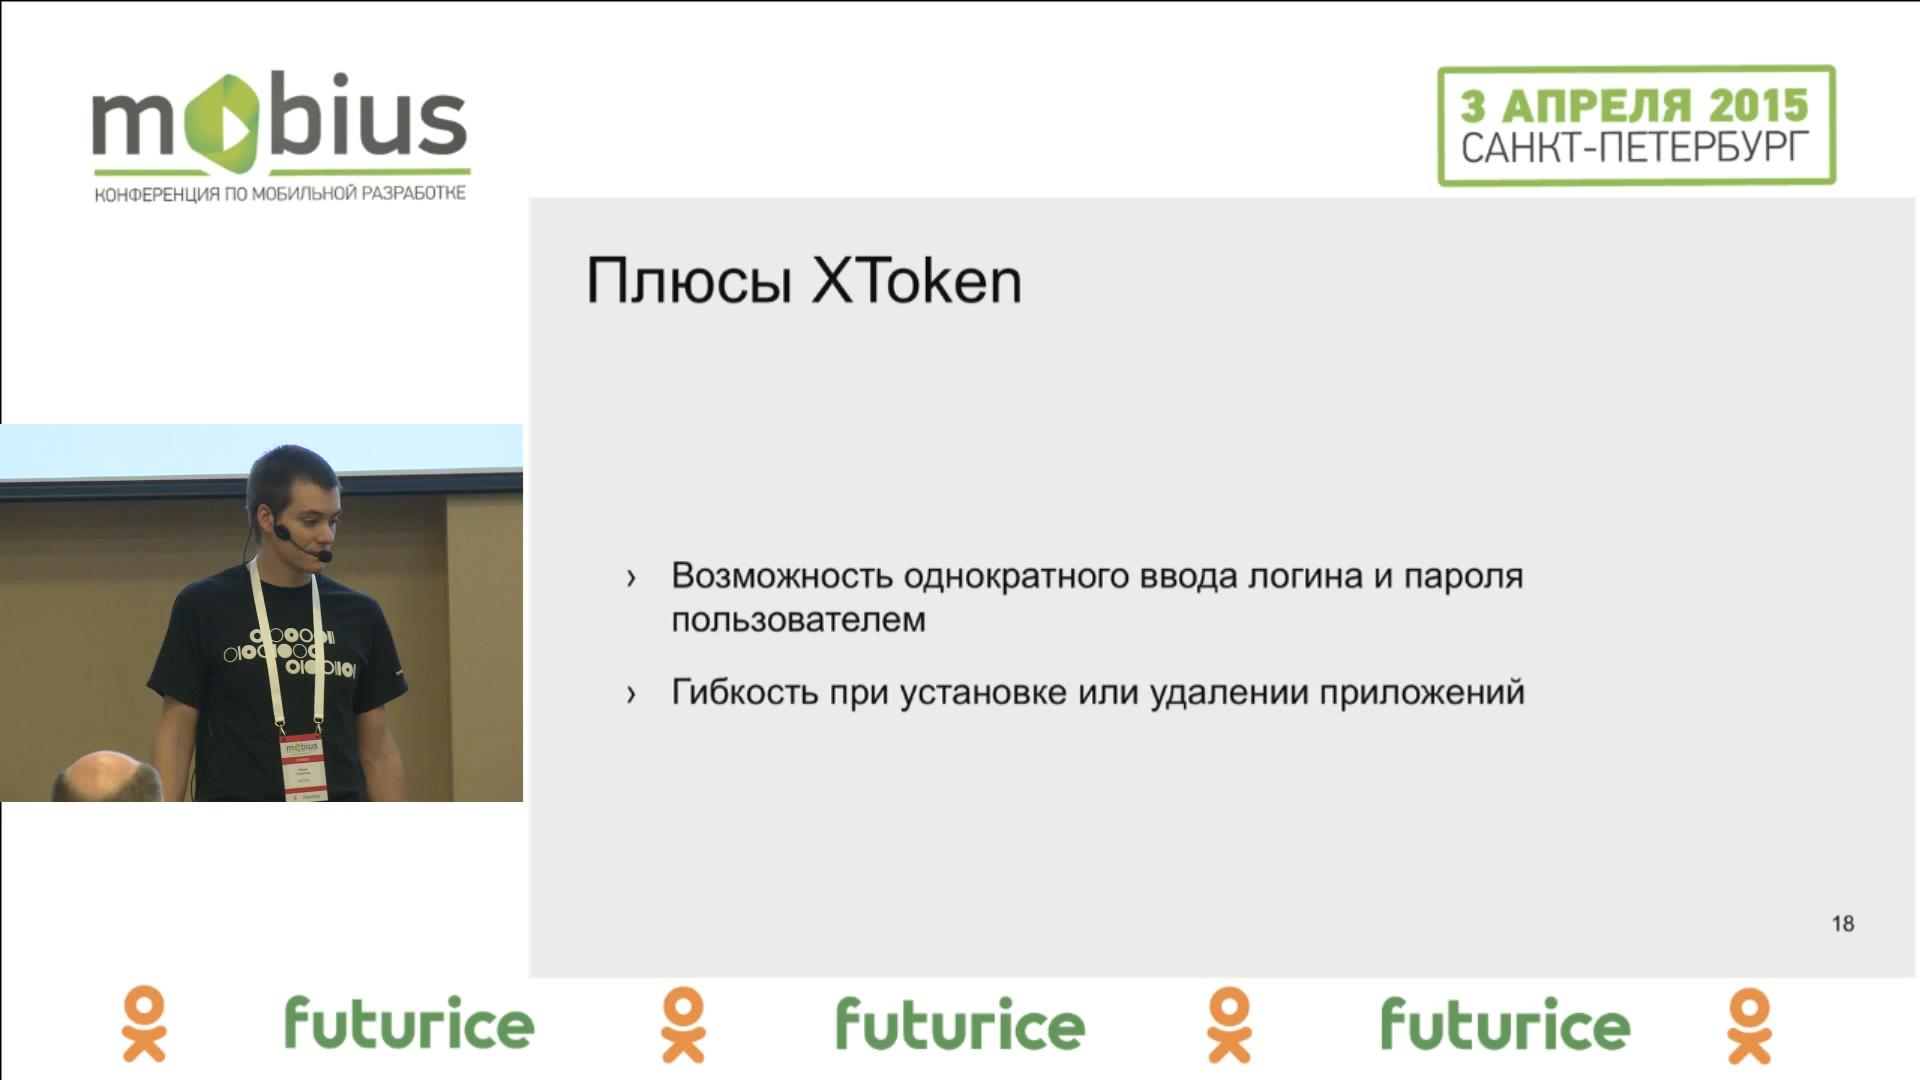 mobius
КОНФЕРЕНЦИЯ ПО МОБИЛЬНОЙ РАЗРАБОТКЕ
3 АПРЕЛЯ 2015
САНКТ-ПЕТЕРБУРГ
Плюсы XToken
› Возможность однократного ввода логина и пароля
пользователем
› Гибкость при установке или удалении приложений
18
mobius
futurice futurice futurice